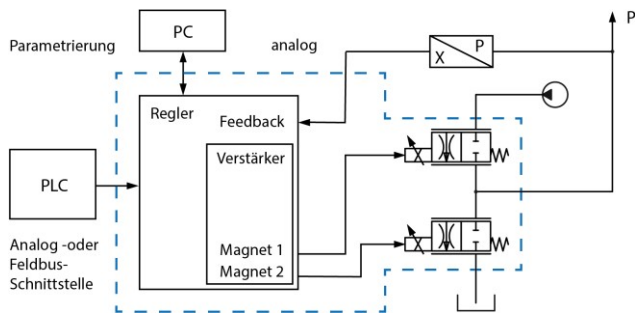 PC
Parametrierung
analog
P
X
P
Regler
Feedback
Verstärker
PLC
Magnet 1
Magnet 2
Analog -oder
Feldbus-
Schnittstelle